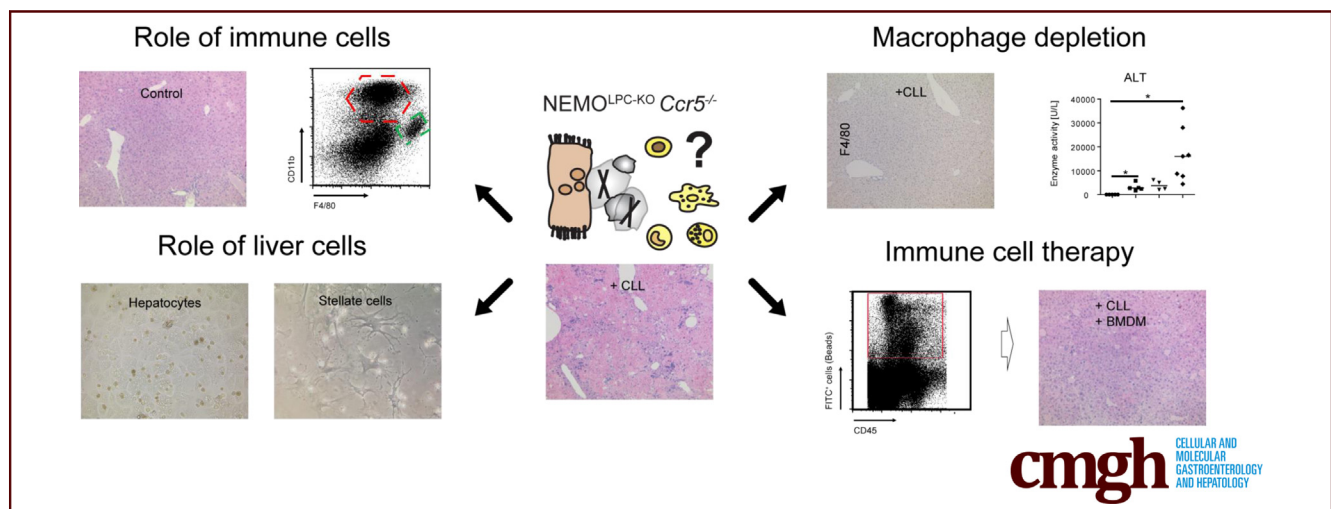 Role of immune cells
Control
CD11b
F4/80
Role of liver cells
Hepatocytes
Stellate cells
NEMOᴸᴾᶜ⁻ᴷᴼ Ccr5⁻/⁻
?
X
X
+ CLL
Macrophage depletion
+CLL
F4/80
ALT
Enzyme activity [U/L]
40000
30000
20000
10000
0
*
*
Immune cell therapy
FITC⁺ cells (Beads)
CD45
+ CLL
+ BMDM
cmgh
CELLULAR AND
MOLECULAR
GASTROENTEROLOGY
AND HEPATOLOGY